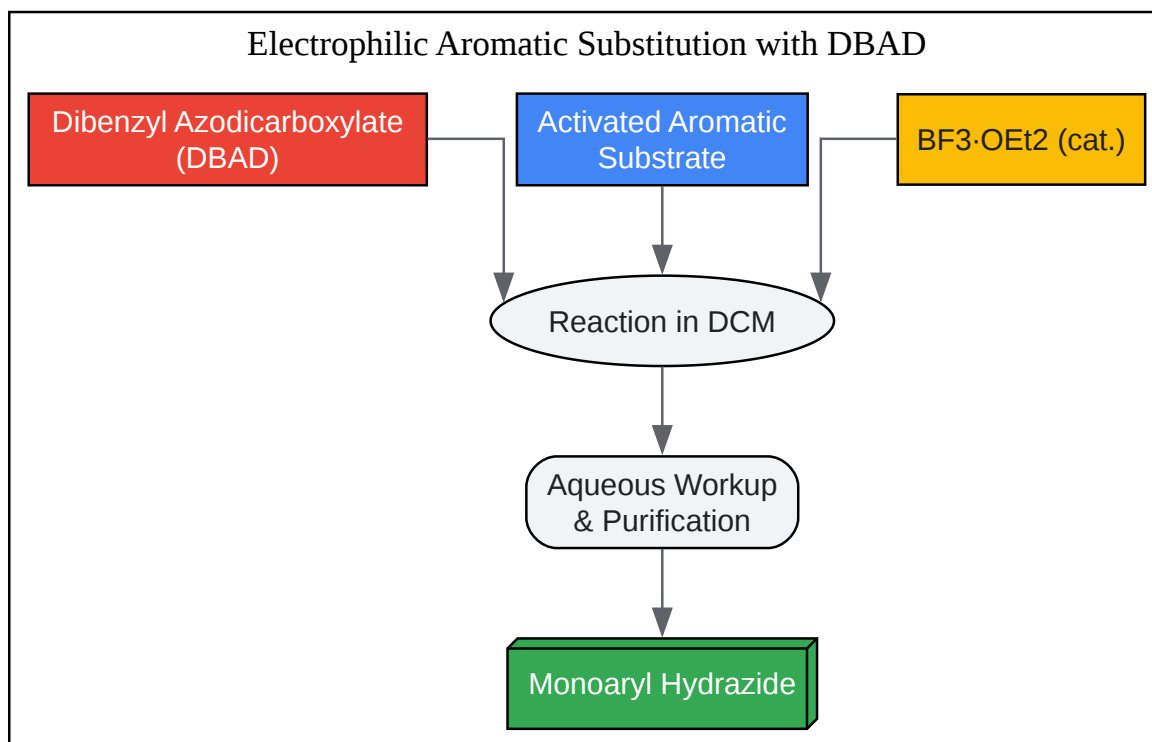 Electrophilic Aromatic Substitution with DBAD
Dibenzyl Azodicarboxylate
(DBAD)
Activated Aromatic
Substrate
BF3·OEt2 (cat.)
Reaction in DCM
Aqueous Workup
& Purification
Monoaryl Hydrazide